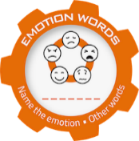 EMOTION WORDS
Name the emotion • Other words